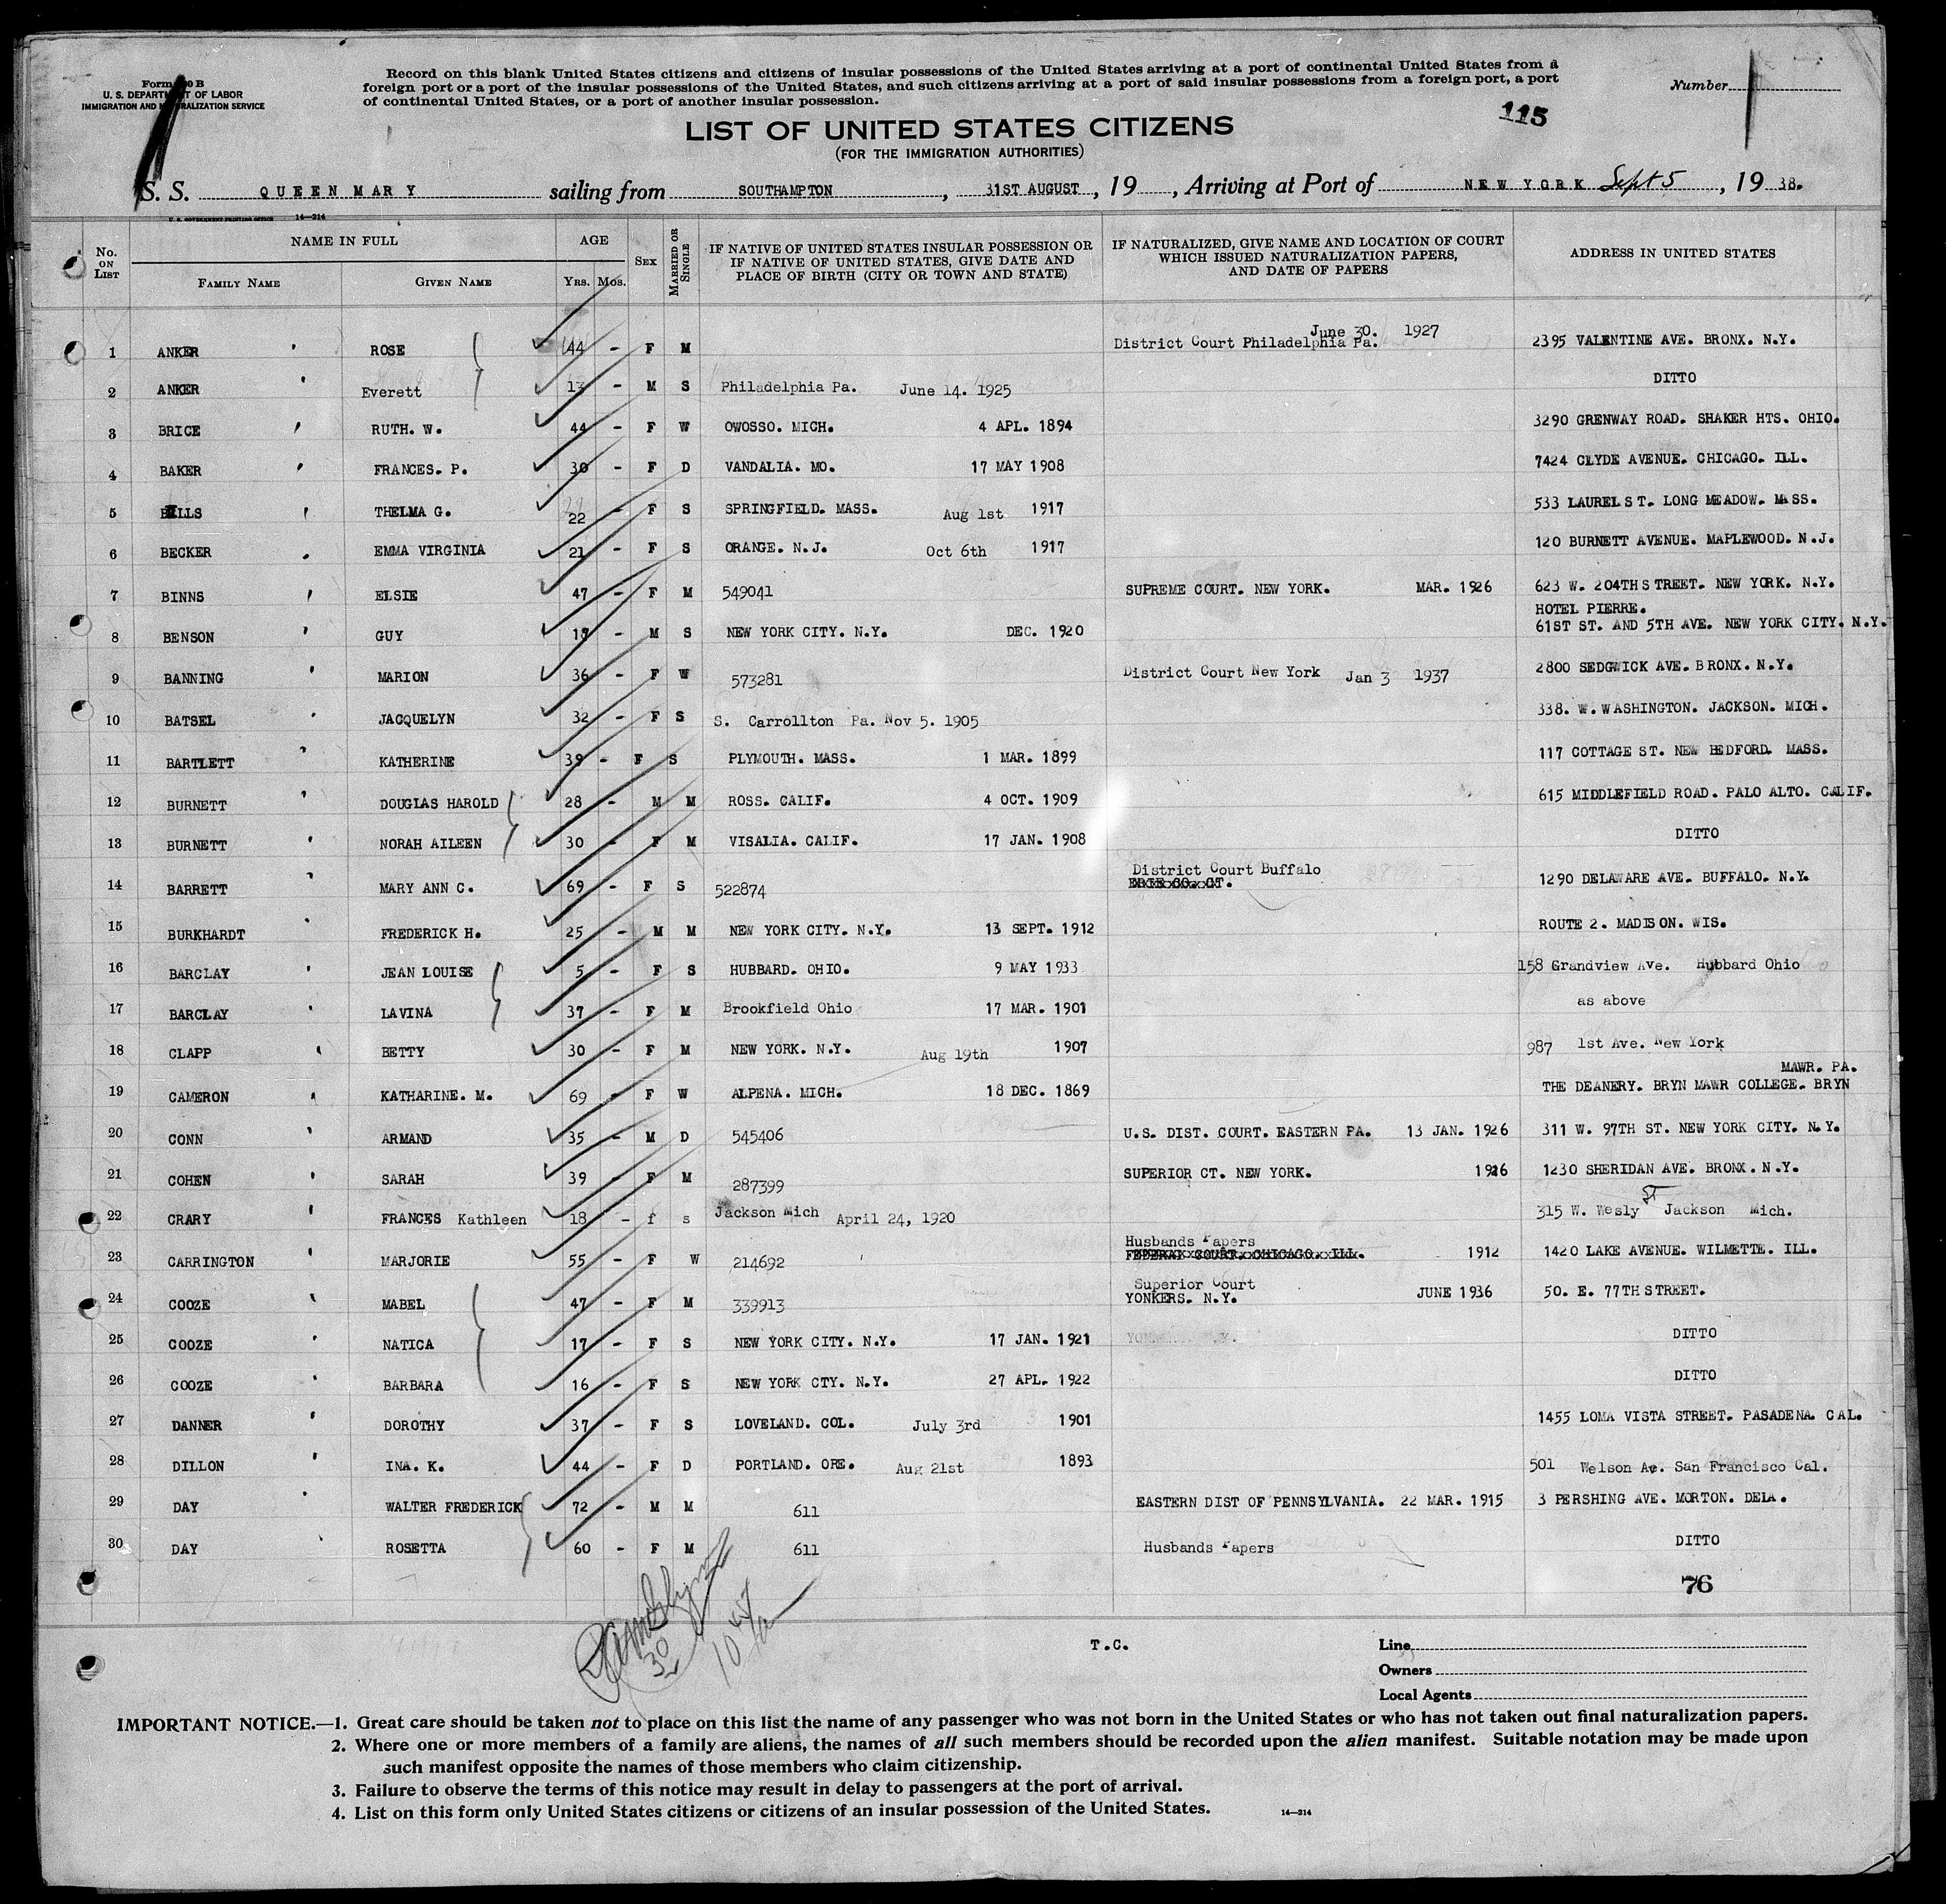 Form 630 B
U. S. DEPARTMENT OF LABOR
IMMIGRATION AND NATURALIZATION SERVICE
Record on this blank United States citizens and citizens of insular possessions of the United States arriving at a port of continental United States from a
foreign port or a port of the insular possessions of the United States, and such citizens arriving at a port of said insular possessions from a foreign port, a port
of continental United States, or a port of another insular possession.
Number
115
LIST OF UNITED STATES CITIZENS
(FOR THE IMMIGRATION AUTHORITIES)
S. S. QUEEN MARY sailing from SOUTHAMPTON, 31ST AUGUST, 19 , Arriving at Port of NEW YORK Sept 5, 19 38.
U. S. GOVERNMENT PRINTING OFFICE 14—214
No. ON LIST NAME IN FULL FAMILY NAME GIVEN NAME AGE YRS. MOS. SEX MARRIED OR SINGLE IF NATIVE OF UNITED STATES INSULAR POSSESSION OR IF NATIVE OF UNITED STATES, GIVE DATE AND PLACE OF BIRTH (CITY OR TOWN AND STATE) IF NATURALIZED, GIVE NAME AND LOCATION OF COURT WHICH ISSUED NATURALIZATION PAPERS, AND DATE OF PAPERS ADDRESS IN UNITED STATES
1 ANKER ROSE 44 - F M District Court Philadelphia Pa. June 30. 1927 2395 VALENTINE AVE. BRONX. N.Y.
2 ANKER Everett 13 - M S Philadelphia Pa. June 14. 1925 DITTO
3 BRICE RUTH. W. 44 - F W OWOSSO. MICH. 4 APL. 1894 3290 GRENWAY ROAD. SHAKER HTS. OHIO.
4 BAKER FRANCES. P. 30 - F D VANDALIA. MO. 17 MAY 1908 7424 CLYDE AVENUE. CHICAGO. ILL.
5 BILLS THELMA G. 22 - F S SPRINGFIELD. MASS. Aug 1st 1917 533 LAUREL ST. LONG MEADOW. MASS.
6 BECKER EMMA VIRGINIA 21 - F S ORANGE. N.J. Oct 6th 1917 120 BURNETT AVENUE. MAPLEWOOD. N.J.
7 BINNS ELSIE 47 - F M 549041 SUPREME COURT. NEW YORK. MAR. 1926 623 W. 204TH STREET. NEW YORK. N.Y.
HOTEL PIERRE.
8 BENSON GUY 18 - M S NEW YORK CITY. N.Y. DEC. 1920 61ST ST. AND 5TH AVE. NEW YORK CITY. N.Y.
9 BANNING MARION 36 - F W 573281 District Court New York Jan 3 1937 2800 SEDGWICK AVE. BRONX. N.Y.
10 BATSEL JACQUELYN 32 - F S S. Carrollton Pa. Nov 5. 1905 338. W. WASHINGTON. JACKSON. MICH.
11 BARTLETT KATHERINE 39 - F S PLYMOUTH. MASS. 1 MAR. 1899 117 COTTAGE ST. NEW BEDFORD. MASS.
12 BURNETT DOUGLAS HAROLD 28 - M M ROSS. CALIF. 4 OCT. 1909 615 MIDDLEFIELD ROAD. PALO ALTO. CALIF.
13 BURNETT NORAH AILEEN 30 - F M VISALIA. CALIF. 17 JAN. 1908 DITTO
District Court Buffalo
14 BARRETT MARY ANN C. 69 - F S 522874 ERIE CO. CT. 1290 DELAWARE AVE. BUFFALO. N.Y.
15 BURKHARDT FREDERICK H. 25 - M M NEW YORK CITY. N.Y. 13 SEPT. 1912 ROUTE 2. MADISON. WIS.
16 BARCLAY JEAN LOUISE 5 - F S HUBBARD. OHIO. 9 MAY 1933 158 Grandview Ave. Hubbard Ohio
17 BARCLAY LAVINA 37 - F M Brookfield Ohio 17 MAR. 1901 as above
18 CLAPP BETTY 30 - F M NEW YORK. N.Y. Aug 19th 1907 987 1st Ave. New York
MAWR. PA.
19 CAMERON KATHARINE. M. 69 - F W ALPENA. MICH. 18 DEC. 1869 THE DEANERY. BRYN MAWR COLLEGE. BRYN
20 CONN ARMAND 35 - M D 545406 U.S. DIST. COURT. EASTERN PA. 13 JAN. 1926 311 W. 97TH ST. NEW YORK CITY. N.Y.
21 COHEN SARAH 39 - F M 287399 SUPERIOR CT. NEW YORK. 1926 1230 SHERIDAN AVE. BRONX. N.Y.
22 CRARY FRANCES Kathleen 18 - f s Jackson Mich April 24, 1920 315 W. Wesly ST Jackson Mich.
Husbands Papers
23 CARRINGTON MARJORIE 55 - F W 214692 FEDERAL COURT. CHICAGO. ILL. 1912 1420 LAKE AVENUE. WILMETTE. ILL.
Superior Court
24 COOZE MABEL 47 - F M 339913 YONKERS. N.Y. JUNE 1936 50. E. 77TH STREET.
25 COOZE NATICA 17 - F S NEW YORK CITY. N.Y. 17 JAN. 1921 DITTO
26 COOZE BARBARA 16 - F S NEW YORK CTY. N.Y. 27 APL. 1922 DITTO
27 DANNER DOROTHY 37 - F S LOVELAND. COL. July 3rd 1901 1455 LOMA VISTA STREET. PASADENA. CAL.
28 DILLON INA. K. 44 - F D PORTLAND. ORE. Aug 21st 1893 501 Welson Av. San Francisco Cal.
29 DAY WALTER FREDERICK 72 - M M 611 EASTERN DIST OF PENNSYLVANIA. 22 MAR. 1915 3 PERSHING AVE. MORTON. DELA.
30 DAY ROSETTA 60 - F M 611 Husbands Papers DITTO
76
30
T.C.
Line
Owners
Local Agents
IMPORTANT NOTICE.—1. Great care should be taken not to place on this list the name of any passenger who was not born in the United States or who has not taken out final naturalization papers.
2. Where one or more members of a family are aliens, the names of all such members should be recorded upon the alien manifest. Suitable notation may be made upon
such manifest opposite the names of those members who claim citizenship.
3. Failure to observe the terms of this notice may result in delay to passengers at the port of arrival.
4. List on this form only United States citizens or citizens of an insular possession of the United States. 14—214